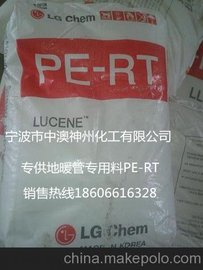 LG Chem
PE-RT
LUCENE™
宁波市中澳神州化工有限公司
专供地暖管专用料PE-RT
销售热线18606616328
LG Chem
MADE IN KOREA
china.makepolo.com